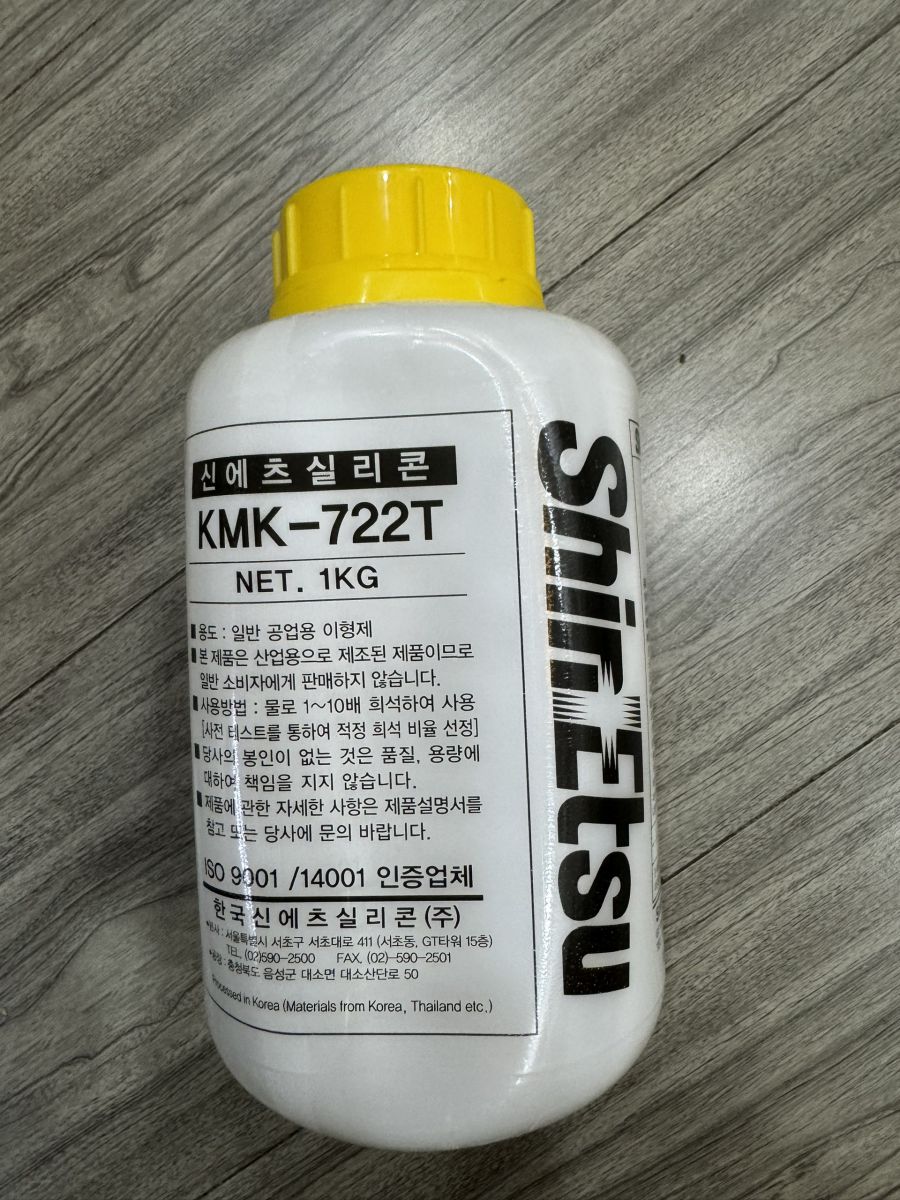 신에츠실리콘
KMK-722T
NET. 1KG
■ 용도 : 일반 공업용 이형제
■ 본 제품은 산업용으로 제조된 제품이므로
일반 소비자에게 판매하지 않습니다.
■ 사용방법 : 물로 1~10배 희석하여 사용
[사전 테스트를 통하여 적정 희석 비율 선정]
■ 당사의 봉인이 없는 것은 품질, 용량에
대하여 책임을 지지 않습니다.
■ 제품에 관한 자세한 사항은 제품설명서를
참고 또는 당사에 문의 바랍니다.
ISO 9001 /14001 인증업체
한국신에츠실리콘(주)
*본사 : 서울특별시 서초구 서초대로 411 (서초동, GT타워 15층)
TEL. (02)590-2500 FAX. (02)-590-2501
*공장 : 충청북도 음성군 대소면 대소산단로 50
Processed in Korea (Materials from Korea, Thailand etc.)
ShinEtsu